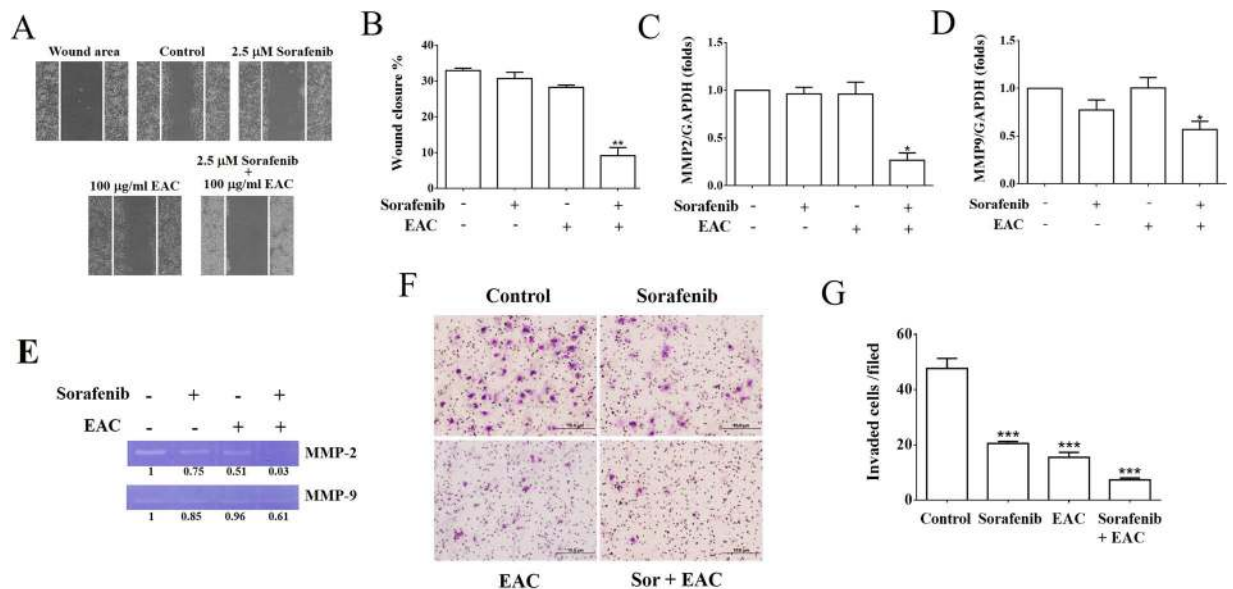 A
Wound area
Control
2.5 µM Sorafenib
100 µg/ml EAC
2.5 µM Sorafenib
+
100 µg/ml EAC
B
Wound closure %
40
30
20
10
0
**
Sorafenib - + - +
EAC - - + +
C
MMP2/GAPDH (folds)
1.5
1.0
0.5
0.0
*
Sorafenib - + - +
EAC - - + +
D
MMP9/GAPDH (folds)
1.5
1.0
0.5
0.0
*
- + - +
- - + +
E
Sorafenib - + - +
EAC - - + +
MMP-2
1 0.75 0.51 0.03
MMP-9
1 0.85 0.96 0.61
F
Control
Sorafenib
EAC
Sor + EAC
G
Invaded cells /filed
60
40
20
0
***
***
***
Control
Sorafenib
EAC
Sorafenib
+ EAC